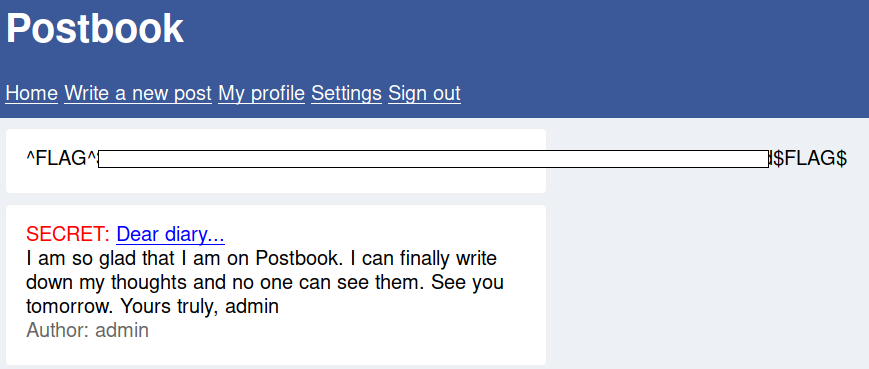 Postbook
Home Write a new post My profile Settings Sign out
^FLAG^ $FLAG$
SECRET: Dear diary...
I am so glad that I am on Postbook. I can finally write
down my thoughts and no one can see them. See you
tomorrow. Yours truly, admin
Author: admin